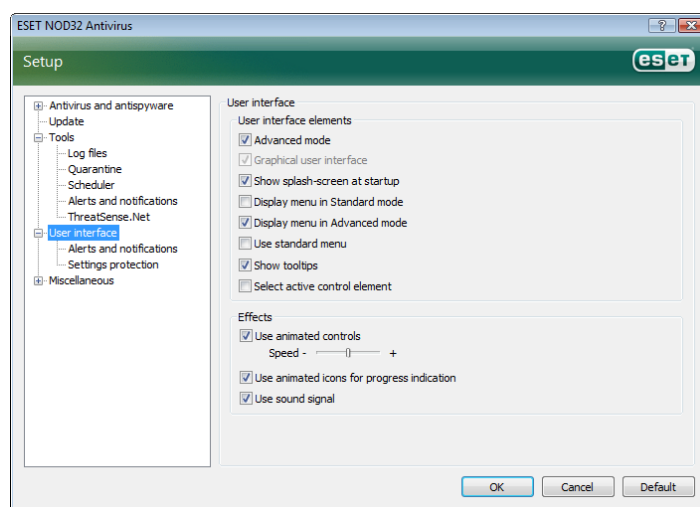 ESET NOD32 Antivirus
Setup
eset
Antivirus and antispyware
Update
Tools
Log files
Quarantine
Scheduler
Alerts and notifications
ThreatSense.Net
User interface
Alerts and notifications
Settings protection
Miscellaneous
User interface
User interface elements
Advanced mode
Graphical user interface
Show splash-screen at startup
Display menu in Standard mode
Display menu in Advanced mode
Use standard menu
Show tooltips
Select active control element
Effects
Use animated controls
Speed - +
Use animated icons for progress indication
Use sound signal
OK Cancel Default